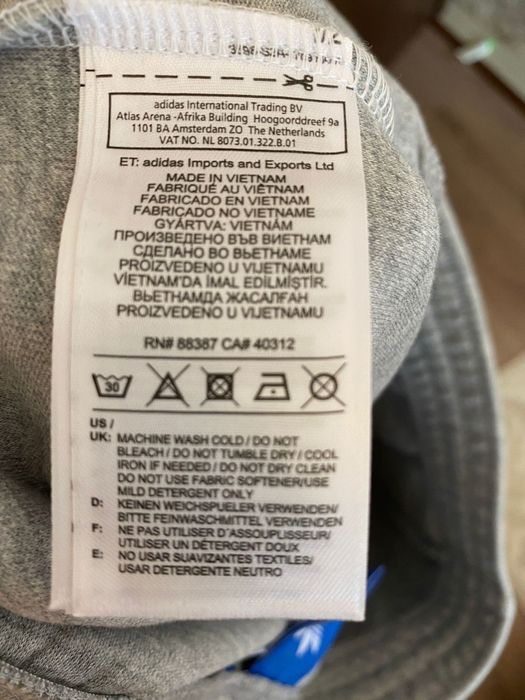 adidas International Trading BV
Atlas Arena -Afrika Building Hoogoorddreef 9a
1101 BA Amsterdam ZO The Netherlands
VAT NO. NL 8073.01.322.B.01
ET: adidas Imports and Exports Ltd
MADE IN VIETNAM
FABRIQUÉ AU VIÊTNAM
FABRICADO EN VIETNAM
FABRICADO NO VIETNAME
GYÁRTVA: VIETNÁM
ПРОИЗВЕДЕНО ВЪВ ВИЕТНАМ
СДЕЛАНО ВО ВЬЕТНАМЕ
PROIZVEDENO U VIJETNAMU
VİETNAM'DA İMAL EDİLMİŞTİR.
ВЬЕТНАМДА ЖАСАЛҒАН
PROIZVEDENO U VIJETNAMU
RN# 88387 CA# 40312
30
US /
UK: MACHINE WASH COLD / DO NOT
BLEACH / DO NOT TUMBLE DRY / COOL
IRON IF NEEDED / DO NOT DRY CLEAN
DO NOT USE FABRIC SOFTENER/USE
MILD DETERGENT ONLY
D: KEINEN WEICHSPUELER VERWENDEN/
BITTE FEINWASCHMITTEL VERWENDEN
F: NE PAS UTILISER D'ASSOUPLISSEUR/
UTILISER UN DÉTERGENT DOUX
E: NO USAR SUAVIZANTES TEXTILES/
USAR DETERGENTE NEUTRO